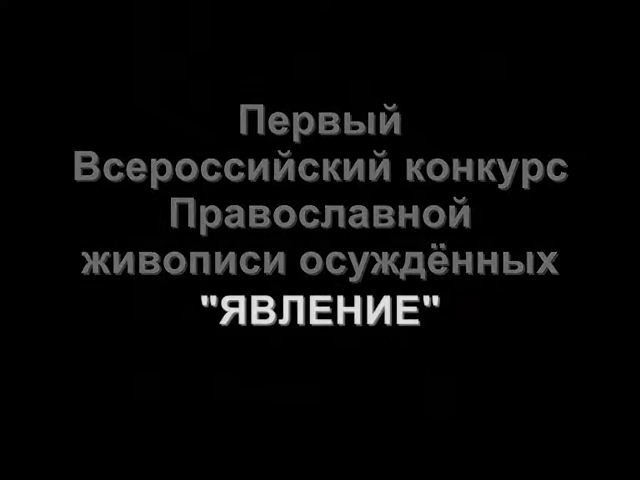 Первый
Всероссийский конкурс
Православной
живописи осуждённых
"ЯВЛЕНИЕ"